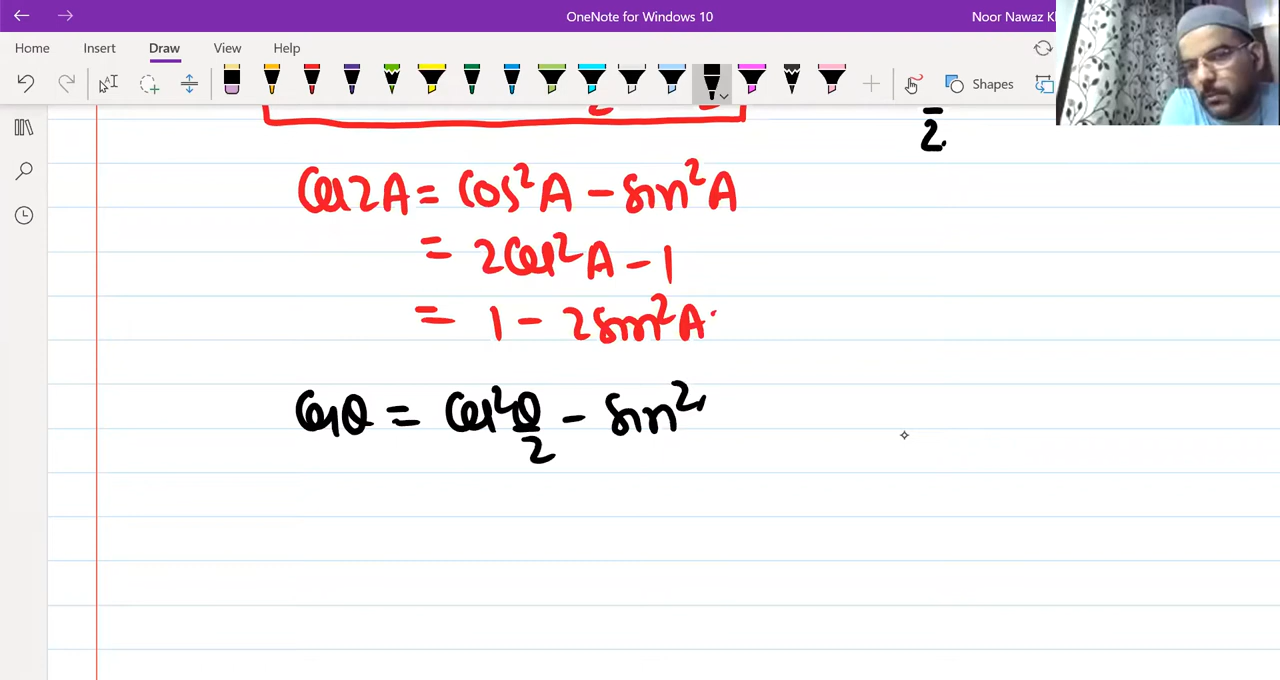 OneNote for Windows 10
Noor Nawaz Kh
Home Insert Draw View Help
Shapes
2
cos2A = cos²A - sin²A
= 2cos²A - 1
= 1 - 2sin²A
cosθ = cos²θ/2 - sin²